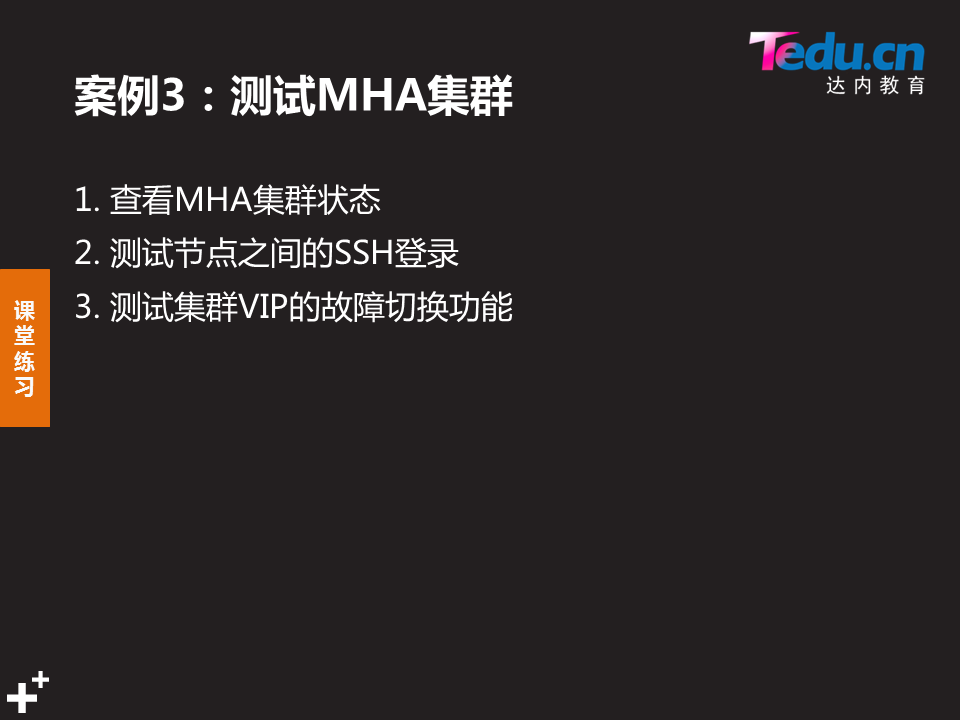 Tedu.cn
达内教育
案例3：测试MHA集群
1. 查看MHA集群状态
2. 测试节点之间的SSH登录
3. 测试集群VIP的故障切换功能
课
堂
练
习